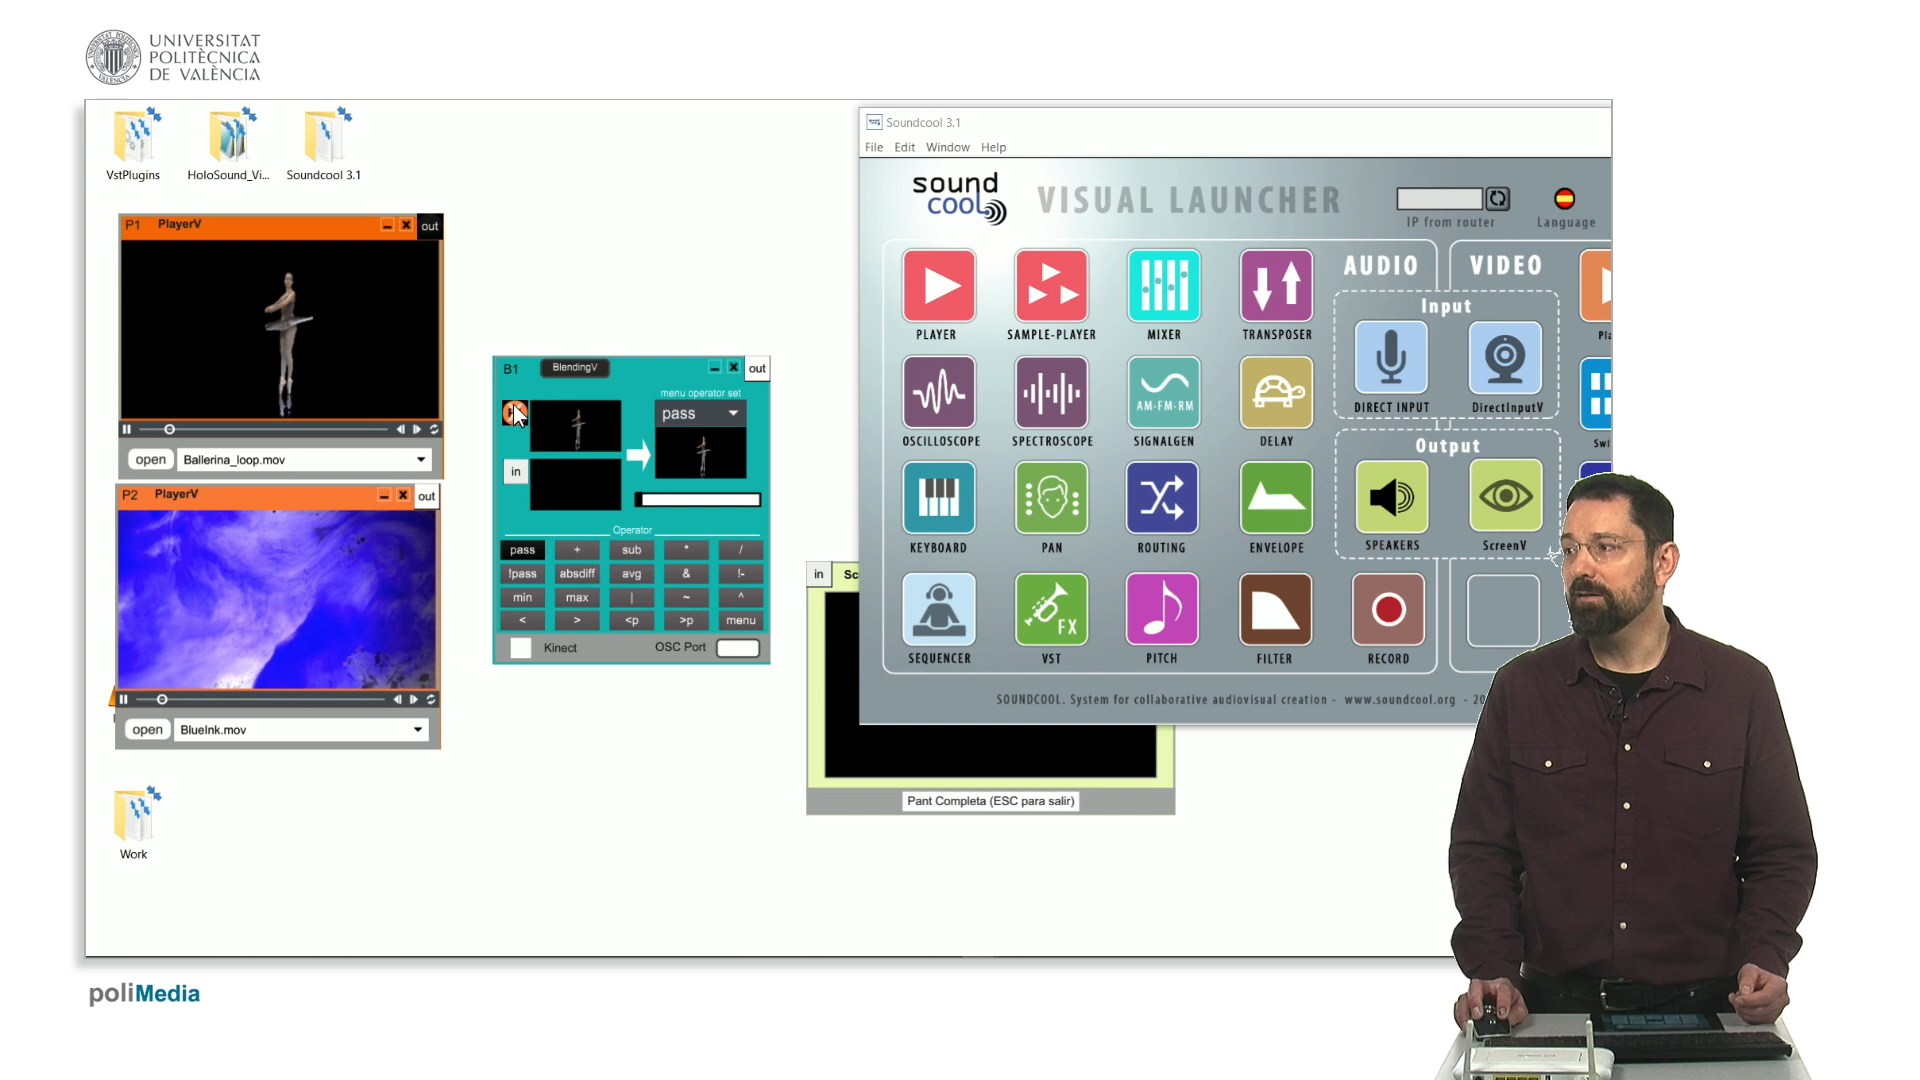 UNIVERSITAT
POLITÈCNICA
DE VALÈNCIA
VstPlugins
HoloSound_Vi...
Soundcool 3.1
P1 PlayerV
out
open Ballerina_loop.mov
P2 PlayerV
out
open BlueInk.mov
Work
B1 BlendingV
out
menu operator set
pass
in
Operator
pass + sub * /
!pass absdiff avg & !-
min max | ~ ^
< > <p >p menu
Kinect OSC Port
in Sc
Pant Completa (ESC para salir)
Soundcool 3.1
File Edit Window Help
sound
cool
VISUAL LAUNCHER
IP from router
Language
AUDIO VIDEO
Input
PLAYER SAMPLE-PLAYER MIXER TRANSPOSER
DIRECT INPUT DirectInputV
AM-FM-RM
OSCILLOSCOPE SPECTROSCOPE SIGNALGEN DELAY
Output
KEYBOARD PAN ROUTING ENVELOPE SPEAKERS ScreenV
FX
SEQUENCER VST PITCH FILTER RECORD
SOUNDCOOL. System for collaborative audiovisual creation - www.soundcool.org - 20
poliMedia